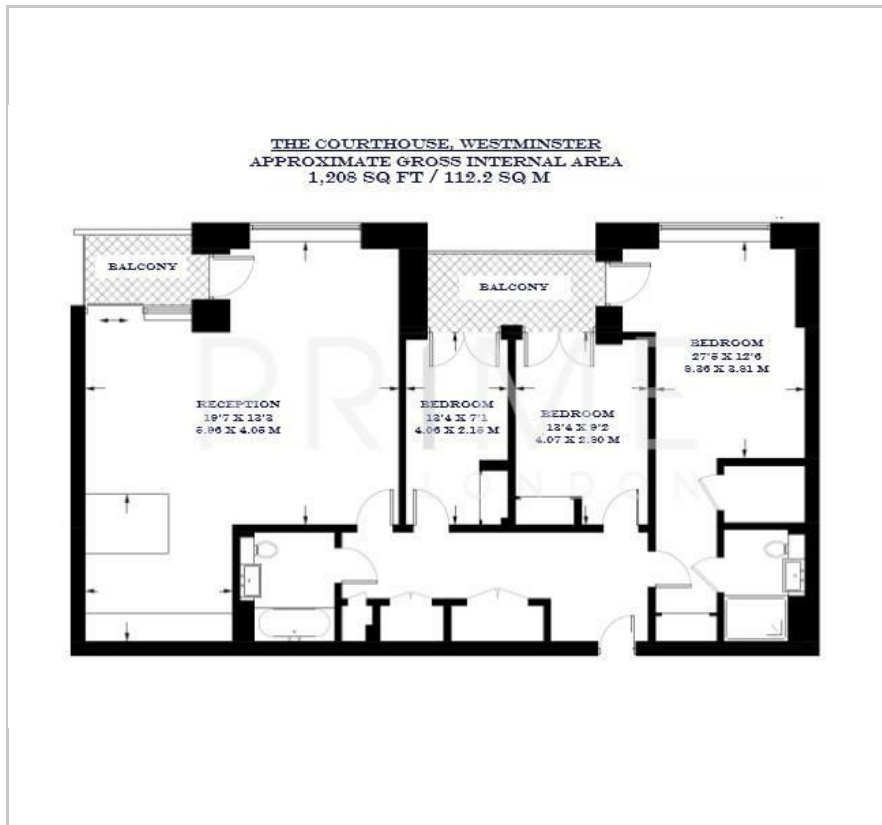 THE COURTHOUSE, WESTMINSTER
APPROXIMATE GROSS INTERNAL AREA
1,208 SQ FT / 112.2 SQ M
BALCONY
BALCONY
BEDROOM
27'5 X 12'6
8.36 X 3.81 M
RECEPTION
19'7 X 13'3
5.96 X 4.05 M
BEDROOM
13'4 X 7'1
4.06 X 2.15 M
BEDROOM
13'4 X 9'2
4.07 X 2.80 M
PRIME
LONDON